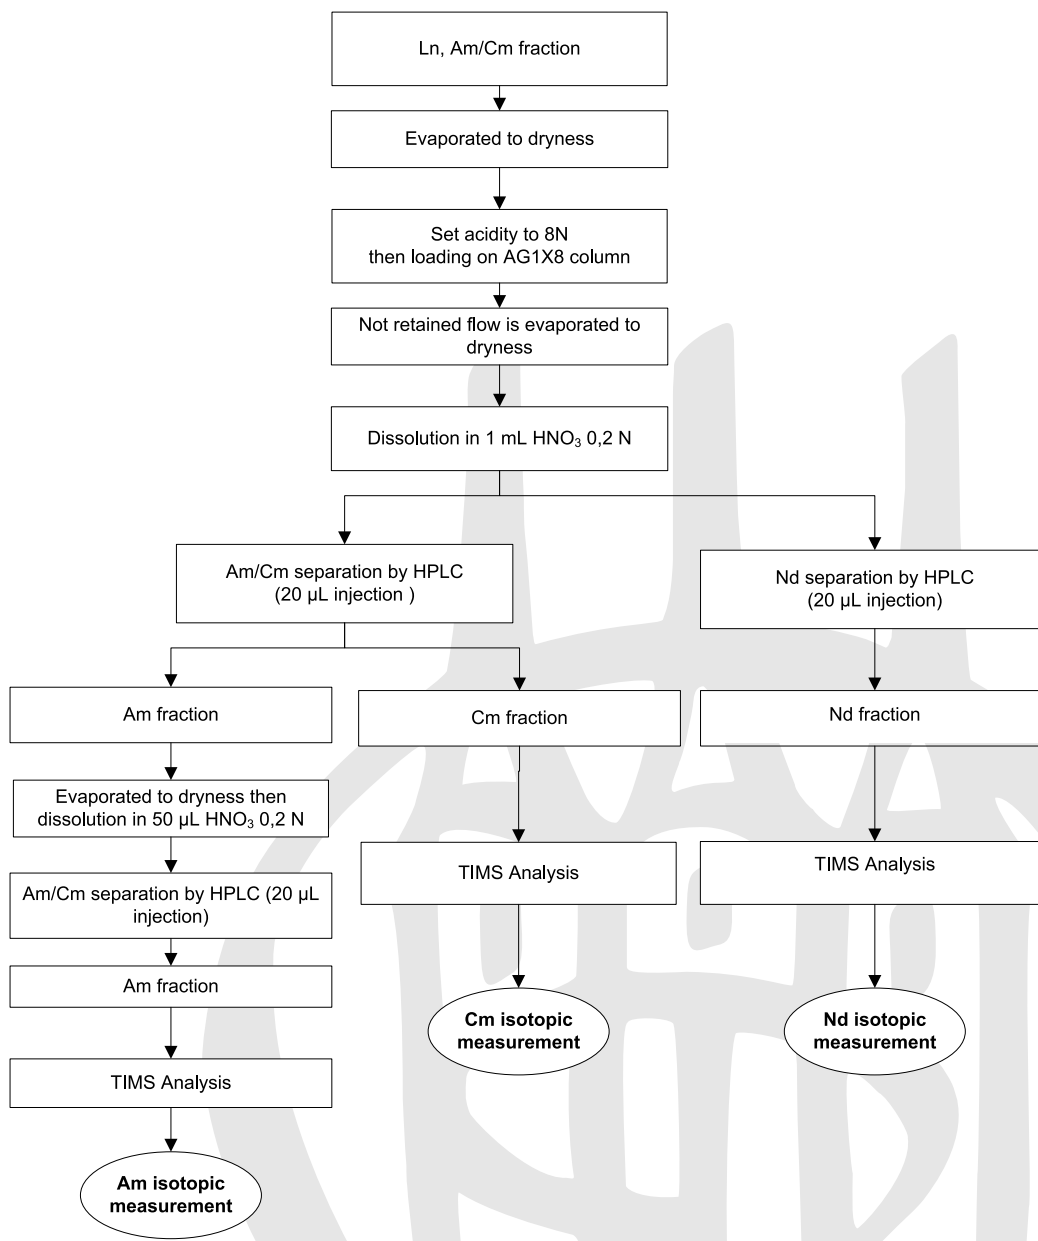 Ln, Am/Cm fraction
Evaporated to dryness
Set acidity to 8N
then loading on AG1X8 column
Not retained flow is evaporated to
dryness
Dissolution in 1 mL HNO₃ 0,2 N
Am/Cm separation by HPLC
(20 µL injection )
Nd separation by HPLC
(20 µL injection)
Am fraction
Cm fraction
Nd fraction
Evaporated to dryness then
dissolution in 50 µL HNO₃ 0,2 N
TIMS Analysis
TIMS Analysis
Am/Cm separation by HPLC (20 µL
injection)
Am fraction
Cm isotopic
measurement
Nd isotopic
measurement
TIMS Analysis
Am isotopic
measurement